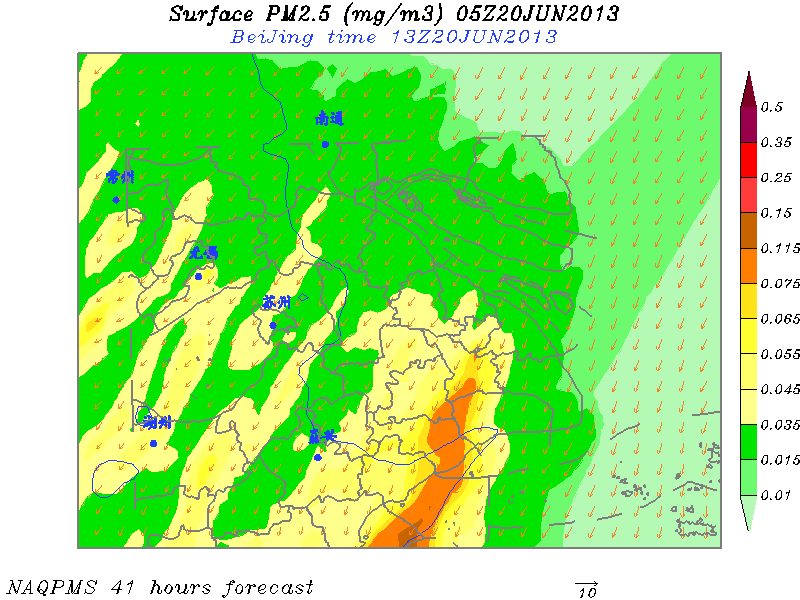 Surface PM2.5 (mg/m3) 05Z20JUN2013
BeiJing time 13Z20JUN2013
南通
常州
无锡
苏州
湖州
嘉兴
0.5
0.35
0.25
0.15
0.115
0.075
0.065
0.055
0.045
0.035
0.015
0.01
NAQPMS 41 hours forecast
10